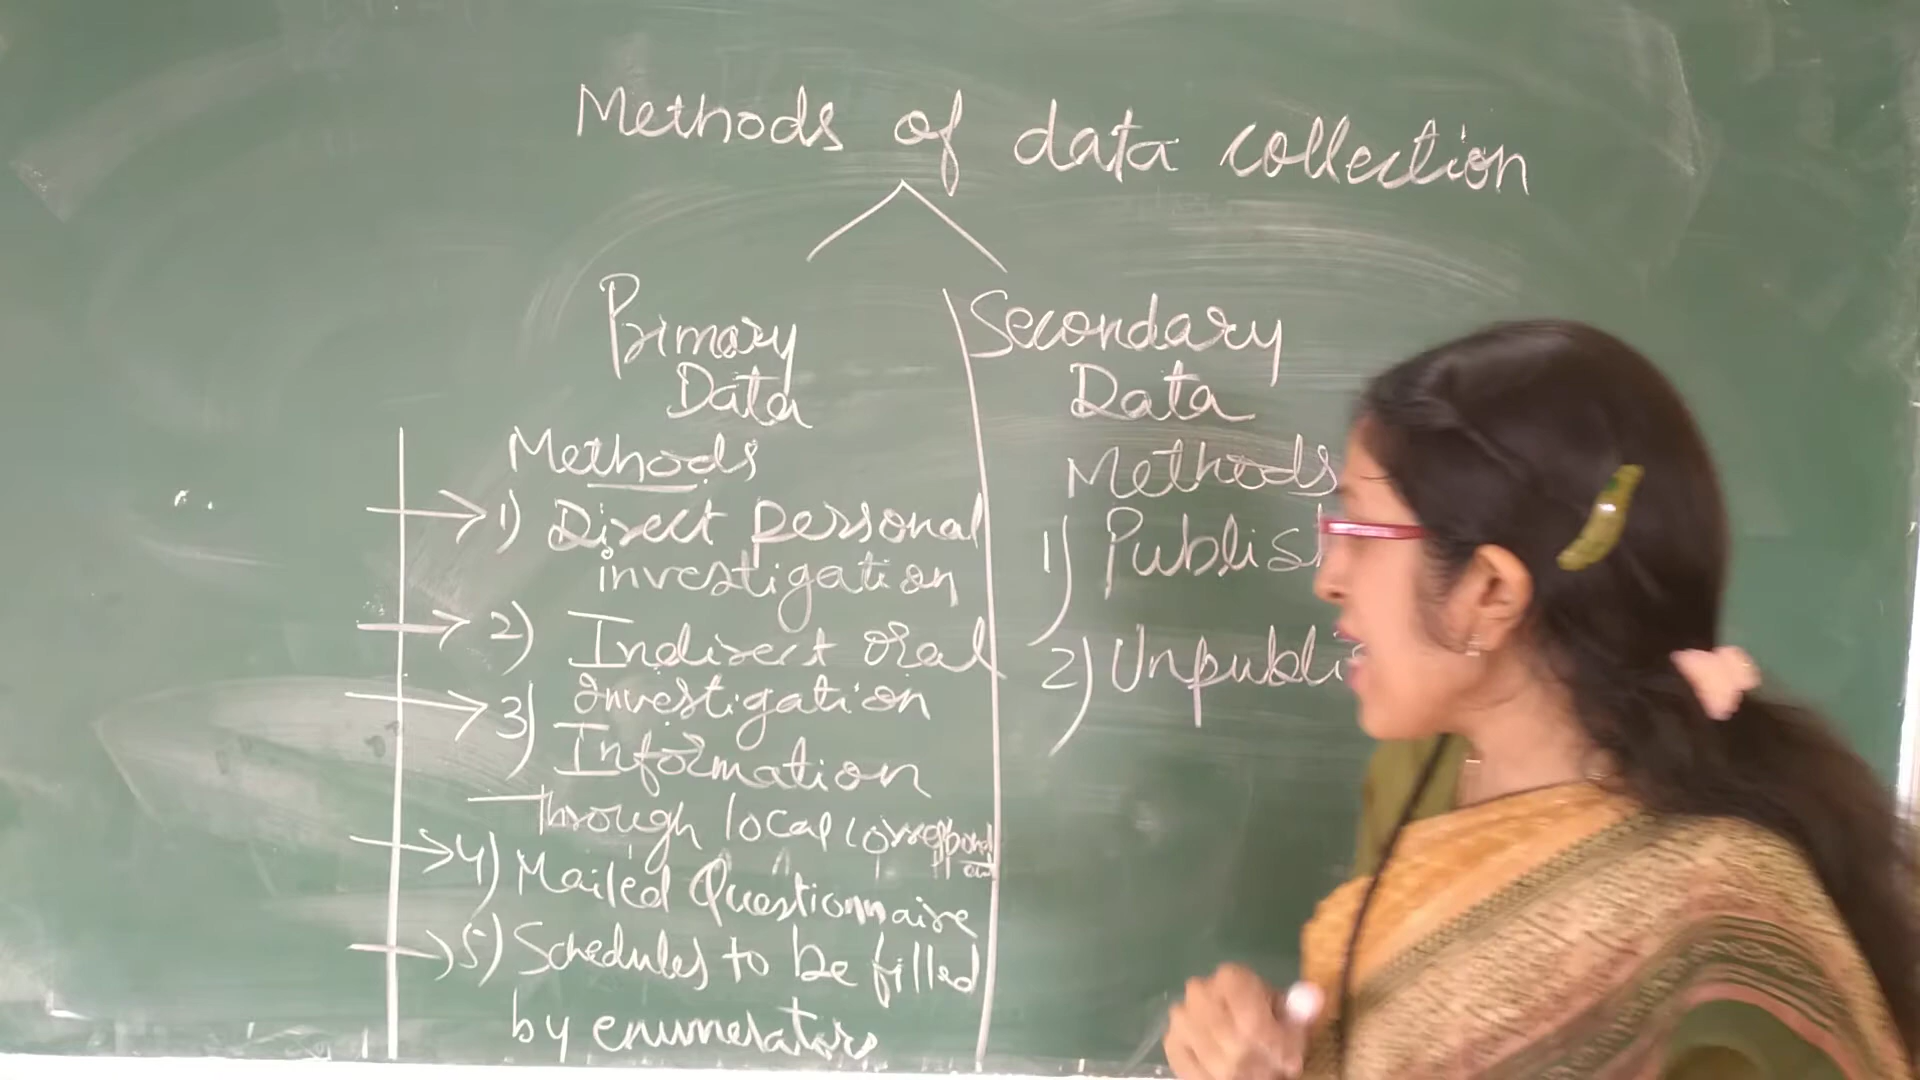 Methods of data collection
Primary
Data
Methods
1) Direct personal
investigation
2) Indirect oral
investigation
3) Information
through local
4) Mailed Questionnaire
5) Schedules to be filled
by enumerators
Secondary
Data
Methods
1) Publish
2) Unpubli